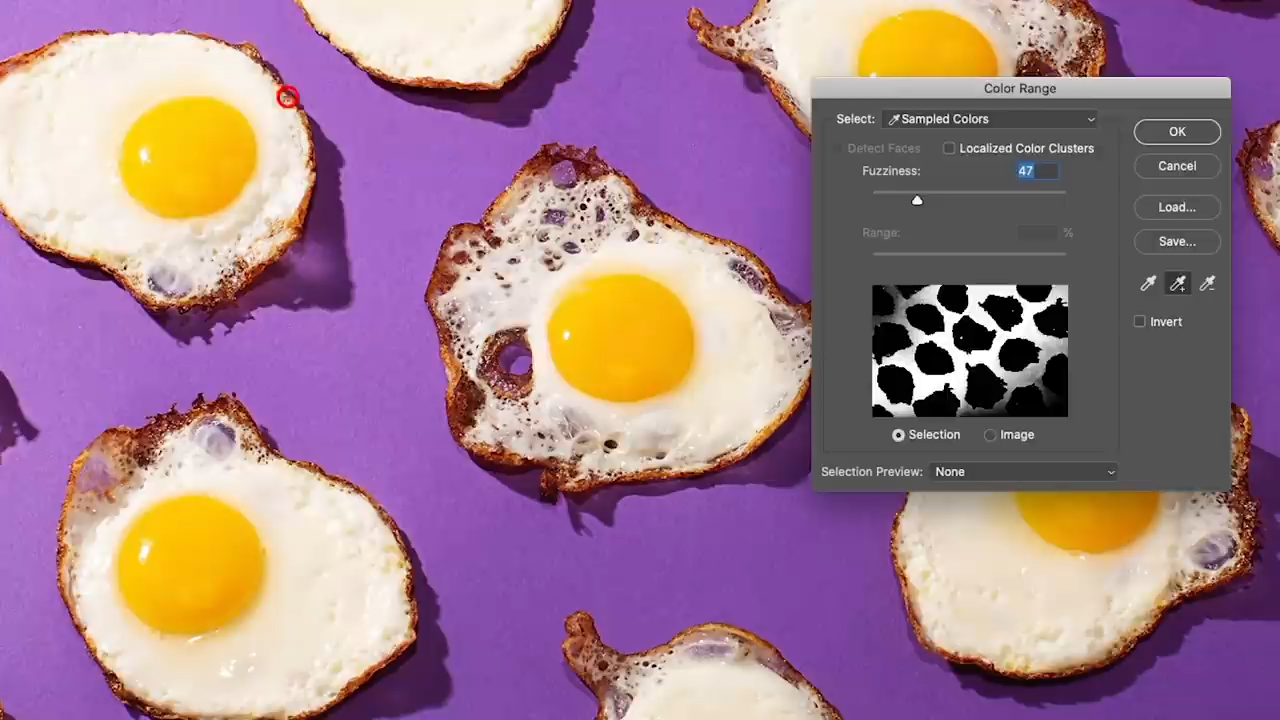 Color Range
Select: Sampled Colors
OK
Detect Faces Localized Color Clusters
Cancel
Fuzziness: 47
Load...
Range: %
Save...
Invert
Selection Image
Selection Preview: None